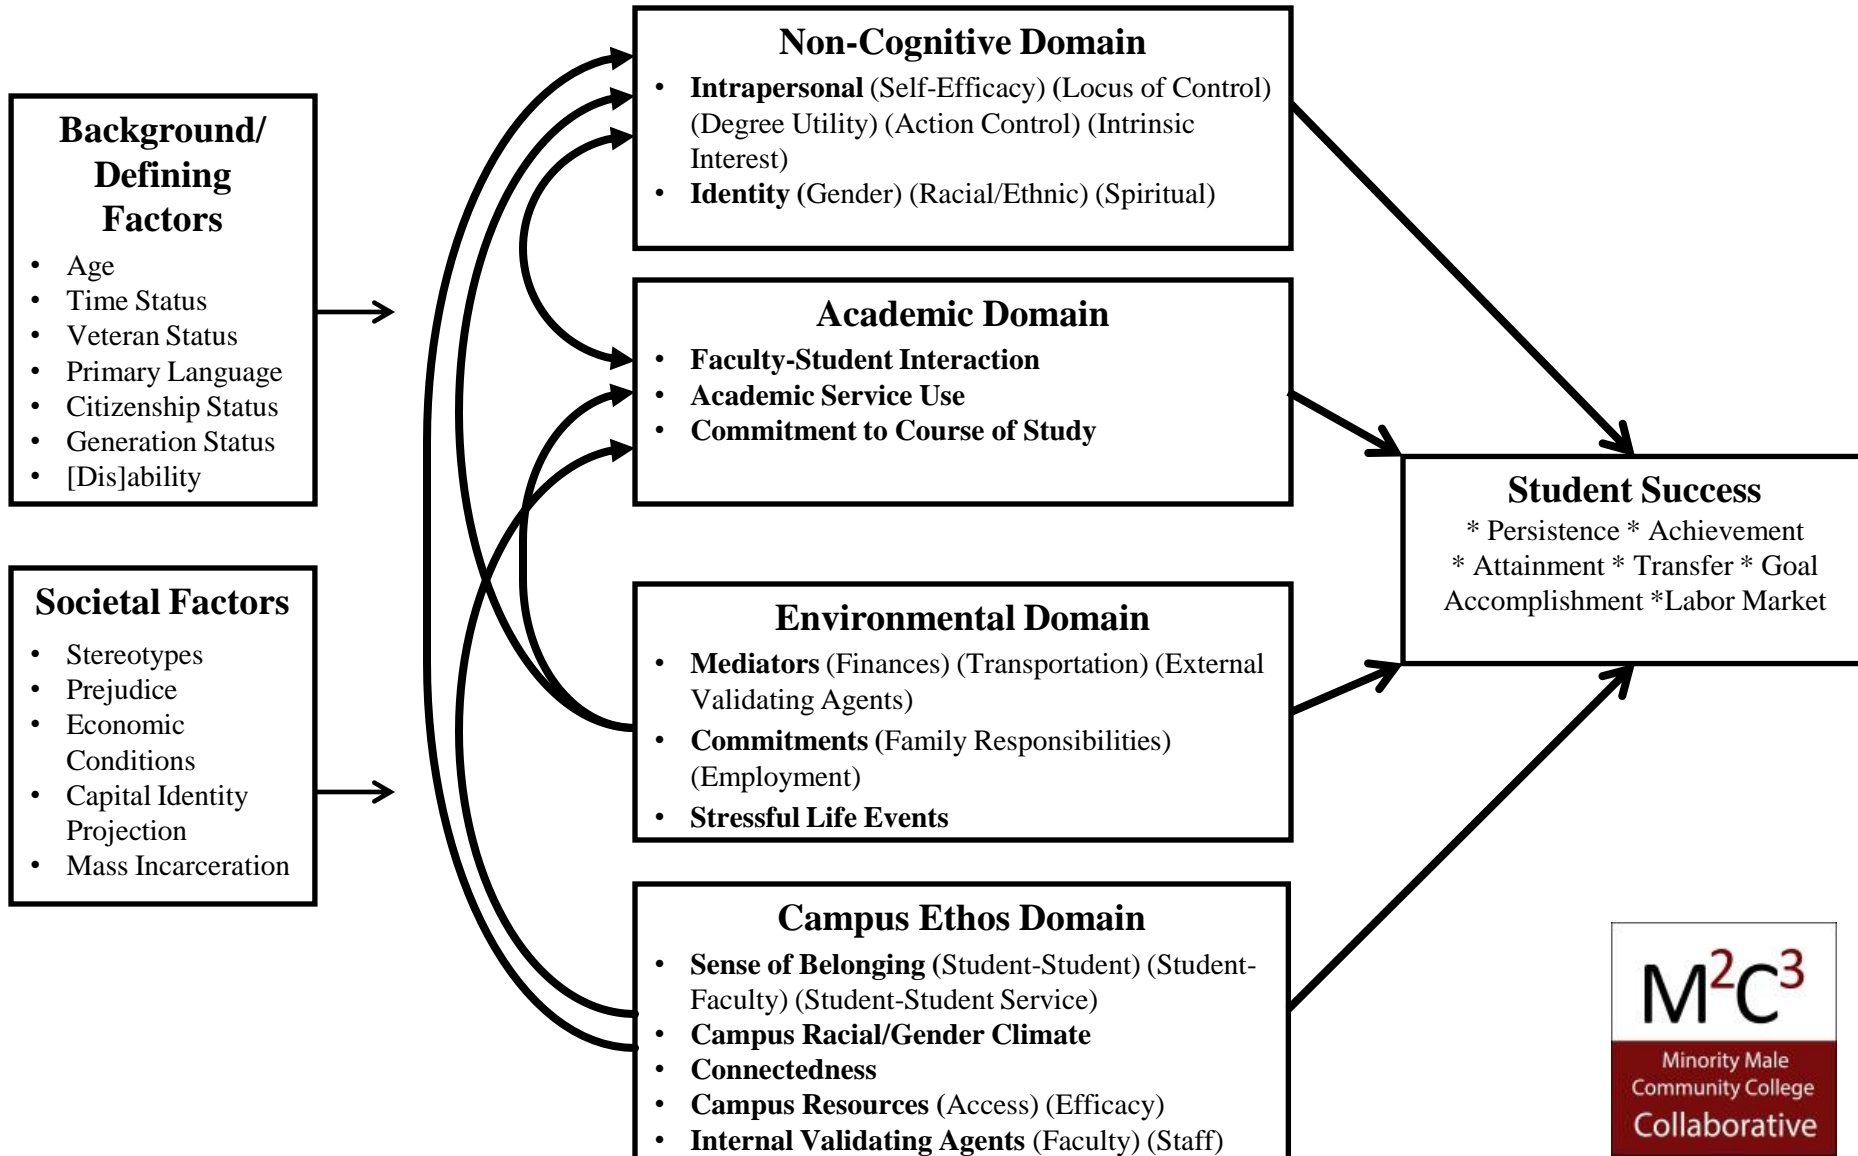 Background/
Defining
Factors
• Age
• Time Status
• Veteran Status
• Primary Language
• Citizenship Status
• Generation Status
• [Dis]ability
Societal Factors
• Stereotypes
• Prejudice
• Economic
Conditions
• Capital Identity
Projection
• Mass Incarceration
Non-Cognitive Domain
• Intrapersonal (Self-Efficacy) (Locus of Control)
(Degree Utility) (Action Control) (Intrinsic
Interest)
• Identity (Gender) (Racial/Ethnic) (Spiritual)
Academic Domain
• Faculty-Student Interaction
• Academic Service Use
• Commitment to Course of Study
Environmental Domain
• Mediators (Finances) (Transportation) (External
Validating Agents)
• Commitments (Family Responsibilities)
(Employment)
• Stressful Life Events
Campus Ethos Domain
• Sense of Belonging (Student-Student) (Student-
Faculty) (Student-Student Service)
• Campus Racial/Gender Climate
• Connectedness
• Campus Resources (Access) (Efficacy)
• Internal Validating Agents (Faculty) (Staff)
Student Success
* Persistence * Achievement
* Attainment * Transfer * Goal
Accomplishment *Labor Market
M²C³
Minority Male
Community College
Collaborative